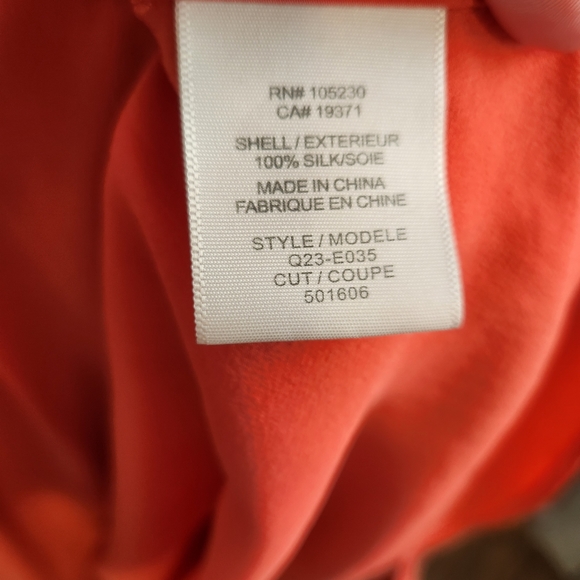 RN# 105230
CA# 19371
SHELL / EXTERIEUR
100% SILK/SOIE
MADE IN CHINA
FABRIQUE EN CHINE
STYLE / MODELE
Q23-E035
CUT / COUPE
501606